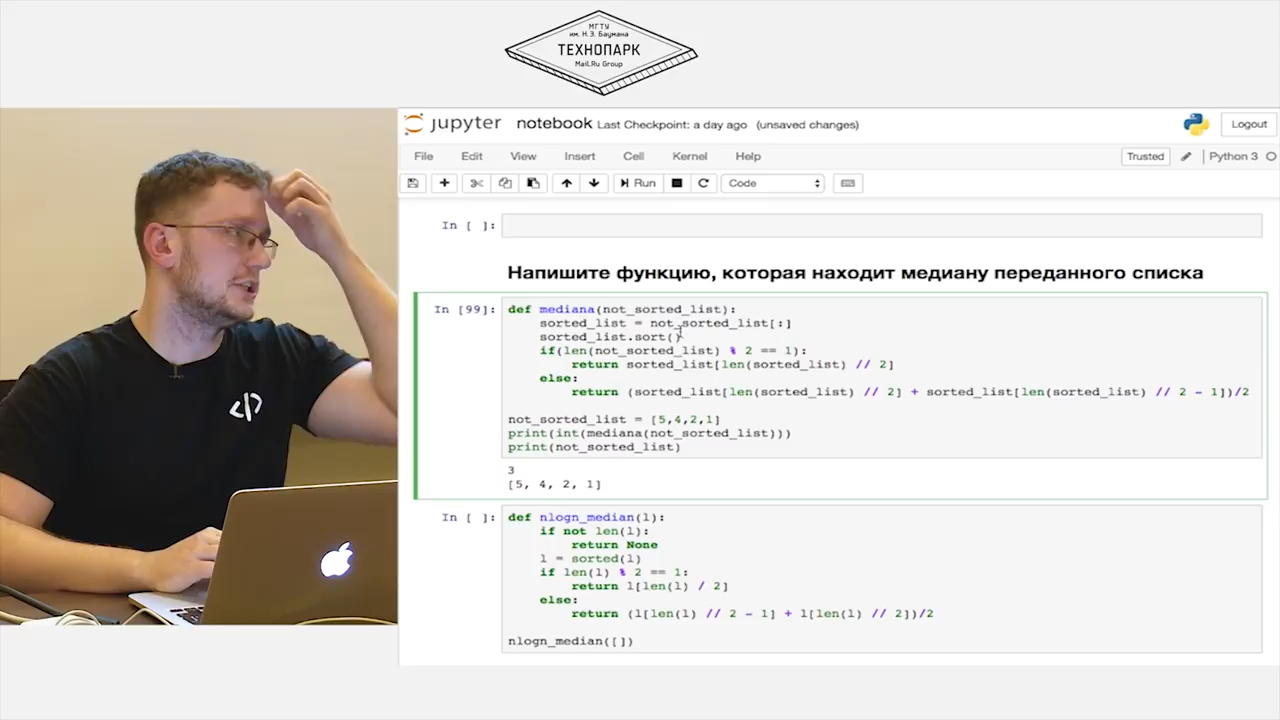 МГТУ
им. Н.Э. Баумана
ТЕХНОПАРК
Mail.Ru Group
jupyter notebook Last Checkpoint: a day ago (unsaved changes)
Logout
File Edit View Insert Cell Kernel Help
Trusted
Python 3
Run
Code
In [ ]:
Напишите функцию, которая находит медиану переданного списка
In [99]:
def mediana(not_sorted_list):
sorted_list = not_sorted_list[:]
sorted_list.sort()
if(len(not_sorted_list) % 2 == 1):
return sorted_list[len(sorted_list) // 2]
else:
return (sorted_list[len(sorted_list) // 2] + sorted_list[len(sorted_list) // 2 - 1])/2
not_sorted_list = [5,4,2,1]
print(int(mediana(not_sorted_list)))
print(not_sorted_list)
3
[5, 4, 2, 1]
In [ ]:
def nlogn_median(l):
if not len(l):
return None
l = sorted(l)
if len(l) % 2 == 1:
return l[len(l) / 2]
else:
return (l[len(l) // 2 - 1] + l[len(l) // 2])/2
nlogn_median([])